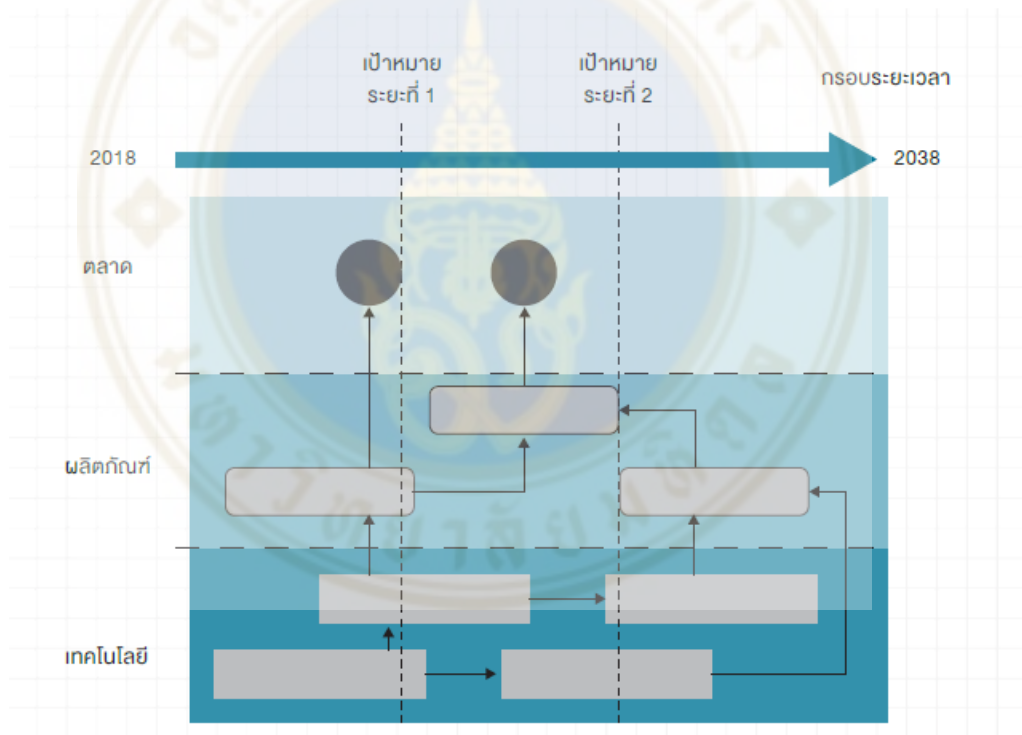 เป้าหมาย
ระยะที่ 1
เป้าหมาย
ระยะที่ 2
กรอบระยะเวลา
2018
2038
ตลาด
ผลิตภัณฑ์
เทคโนโลยี